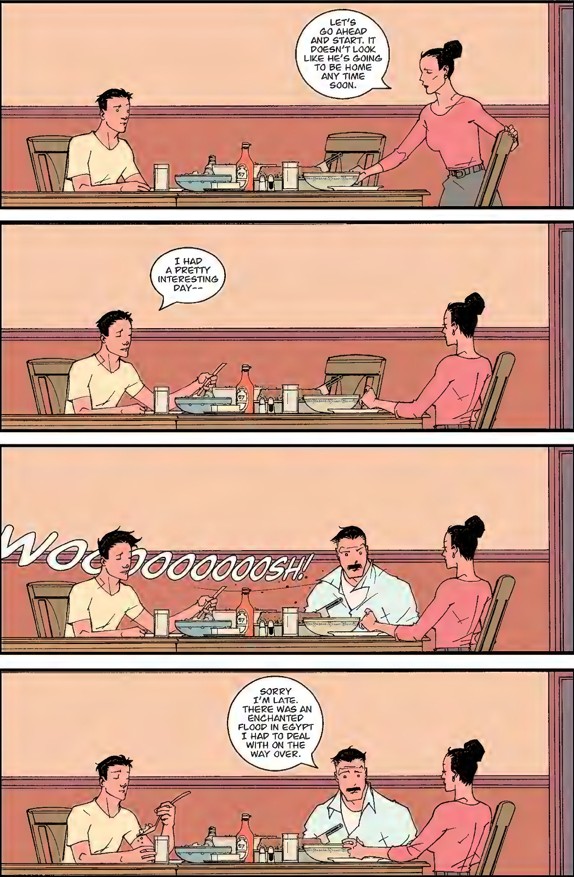 LET'S
GO AHEAD
AND START. IT
DOESN'T LOOK
LIKE HE'S GOING
TO BE HOME
ANY TIME
SOON.
I HAD
A PRETTY
INTERESTING
DAY--
WOOOOOOOOOOSH!
SORRY
I'M LATE.
THERE WAS AN
ENCHANTED
FLOOD IN EGYPT
I HAD TO DEAL
WITH ON THE
WAY OVER.